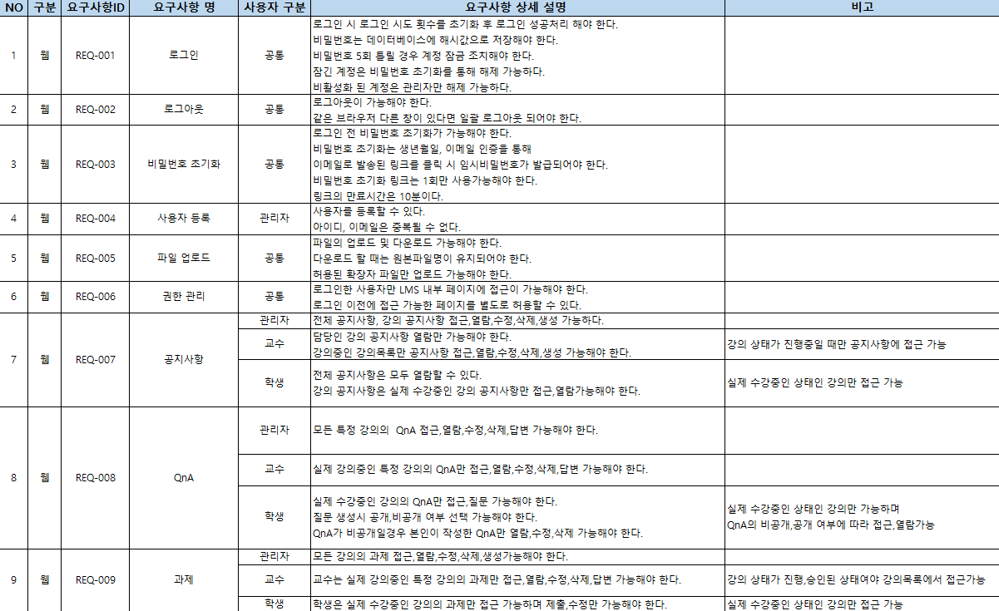 NO 구분 요구사항ID 요구사항 명 사용자 구분 요구사항 상세 설명 비고
1 웹 REQ-001 로그인 공통
로그인 시 로그인 시도 횟수를 초기화 후 로그인 성공처리 해야 한다.
비밀번호는 데이터베이스에 해시값으로 저장해야 한다.
비밀번호 5회 틀릴 경우 계정 잠금 조치해야 한다.
잠긴 계정은 비밀번호 초기화를 통해 해제 가능하다.
비활성화 된 계정은 관리자만 해제 가능하다.
2 웹 REQ-002 로그아웃 공통
로그아웃이 가능해야 한다.
같은 브라우저 다른 창이 있다면 일괄 로그아웃 되어야 한다.
3 웹 REQ-003 비밀번호 초기화 공통
로그인 전 비밀번호 초기화가 가능해야 한다.
비밀번호 초기화는 생년월일, 이메일 인증을 통해
이메일로 발송된 링크를 클릭 시 임시비밀번호가 발급되어야 한다.
비밀번호 초기화 링크는 1회만 사용가능해야 한다.
링크의 만료시간은 10분이다.
4 웹 REQ-004 사용자 등록 관리자
사용자를 등록할 수 있다.
아이디, 이메일은 중복될 수 없다.
5 웹 REQ-005 파일 업로드 공통
파일의 업로드 및 다운로드 가능해야 한다.
다운로드 할 때는 원본파일명이 유지되어야 한다.
허용된 확장자 파일만 업로드 가능해야 한다.
6 웹 REQ-006 권한 관리 공통
로그인한 사용자만 LMS 내부 페이지에 접근이 가능해야 한다.
로그인 이전에 접근 가능한 페이지를 별도로 허용할 수 있다.
7 웹 REQ-007 공지사항
관리자 전체 공지사항, 강의 공지사항 접근,열람,수정,삭제,생성 가능하다.
교수
담당인 강의 공지사항 열람만 가능해야 한다.
강의중인 강의목록만 공지사항 접근,열람,수정,삭제,생성 가능해야 한다.
강의 상태가 진행중일 때만 공지사항에 접근 가능
학생
전체 공지사항은 모두 열람할 수 있다.
강의 공지사항은 실제 수강중인 강의 공지사항만 접근,열람가능해야 한다.
실제 수강중인 상태인 강의만 접근 가능
8 웹 REQ-008 QnA
관리자 모든 특정 강의의 QnA 접근,열람,수정,삭제,답변 가능해야 한다.
교수 실제 강의중인 특정 강의의 QnA만 접근,열람,수정,삭제,답변 가능해야 한다.
학생
실제 수강중인 강의의 QnA만 접근,질문 가능해야 한다.
질문 생성시 공개,비공개 여부 선택 가능해야 한다.
QnA가 비공개일경우 본인이 작성한 QnA만 열람,수정,삭제 가능해야 한다.
실제 수강중인 상태인 강의만 가능하며
QnA의 비공개,공개 여부에 따라 접근,열람가능
9 웹 REQ-009 과제
관리자 모든 강의의 과제 접근,열람,수정,삭제,생성가능해야 한다.
교수 교수는 실제 강의중인 특정 강의의 과제만 접근,열람,수정,삭제,답변 가능해야 한다. 강의 상태가 진행,승인된 상태여야 강의목록에서 접근가능
학생 학생은 실제 수강중인 강의의 과제만 접근 가능하며 제출,수정만 가능해야 한다. 실제 수강중인 상태인 강의만 접근 가능